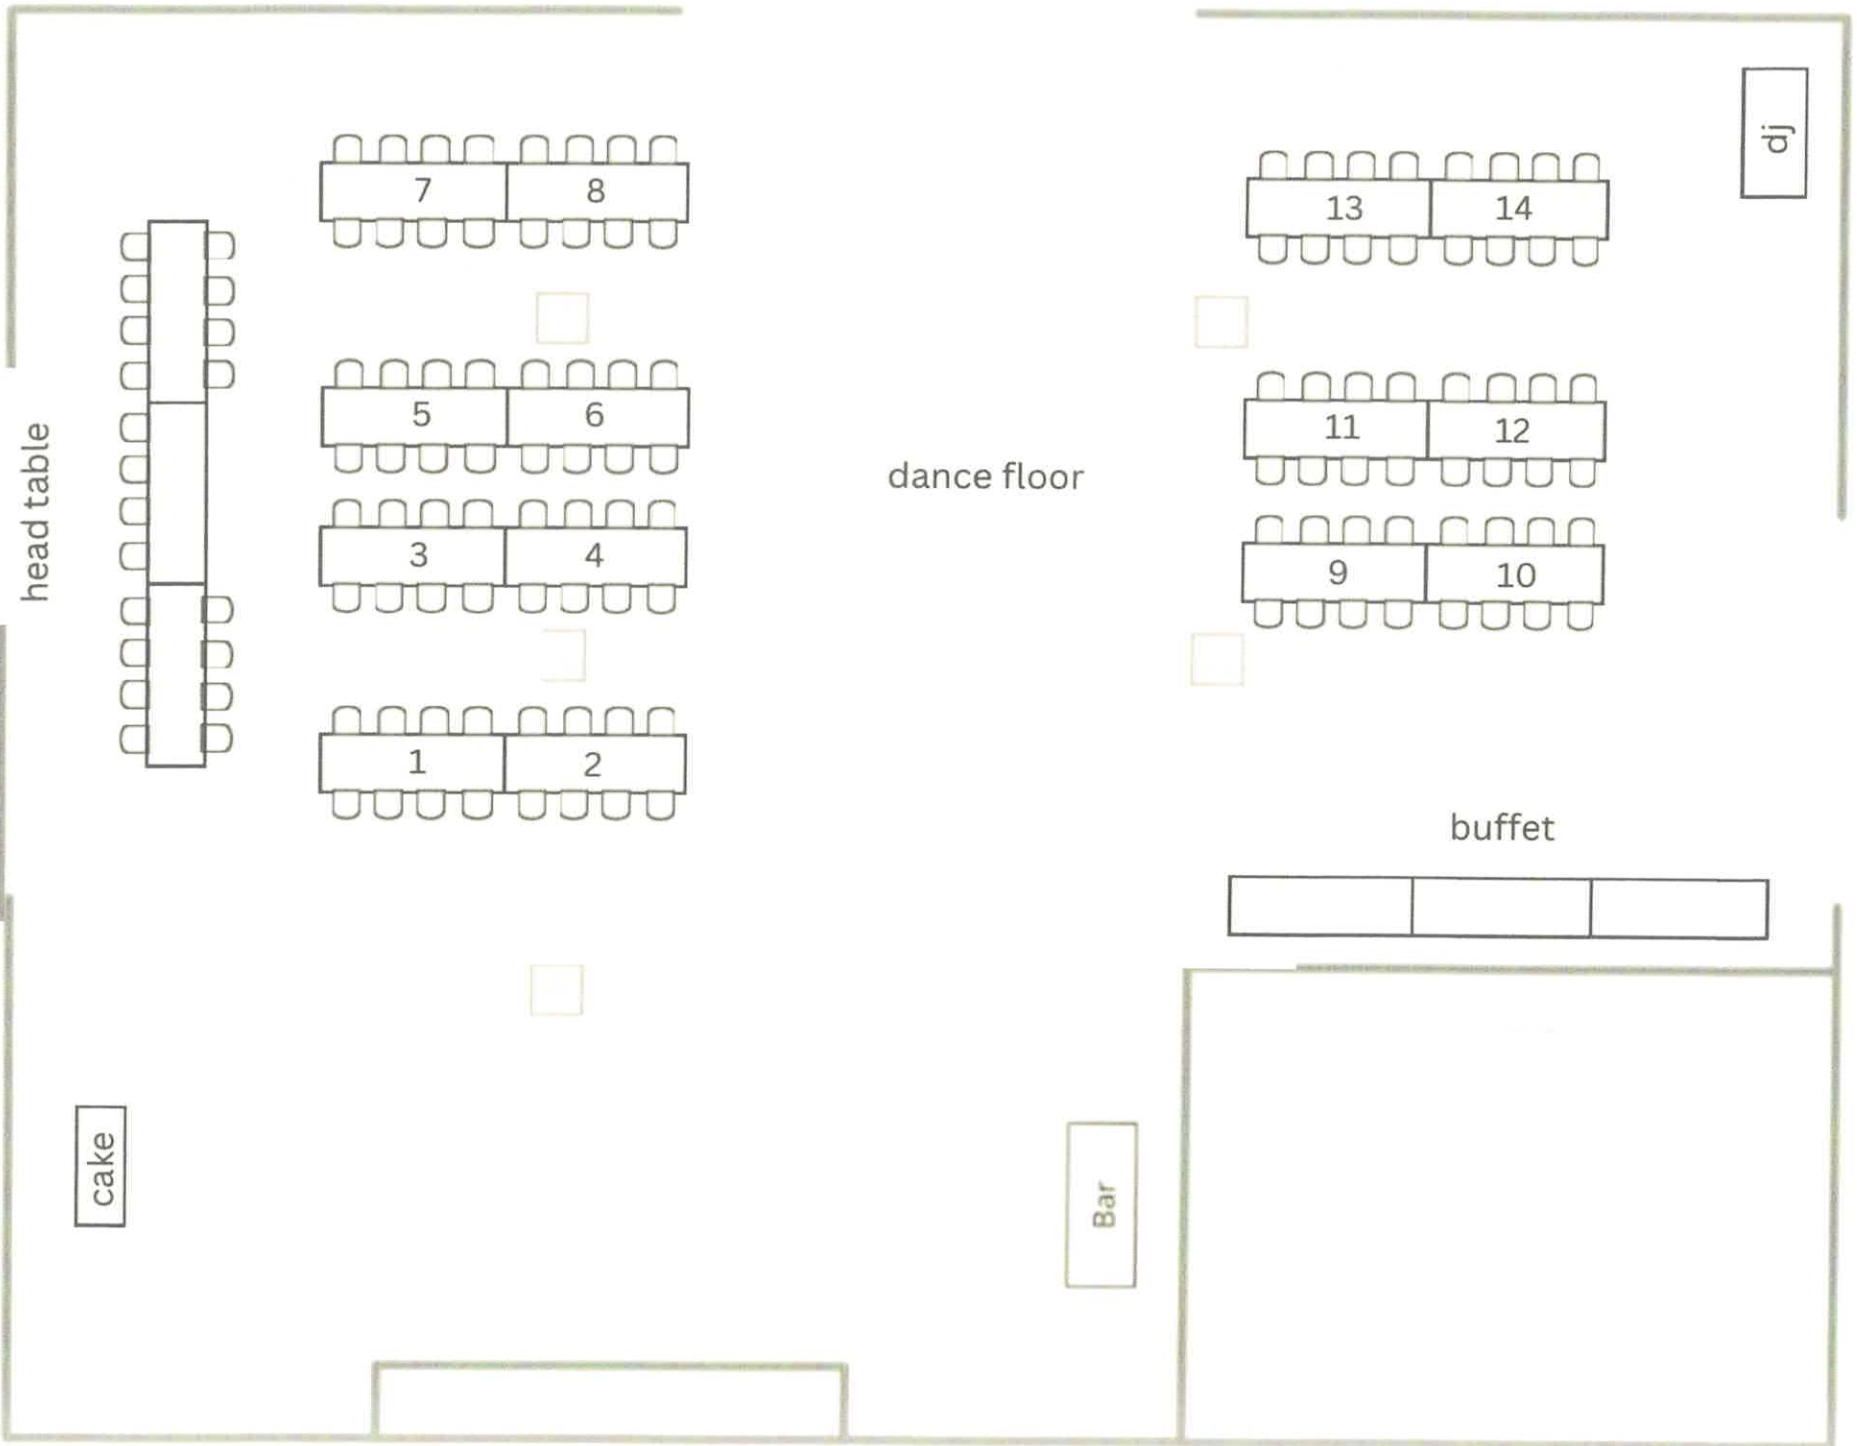 dj
7 8
13 14
head table
5 6
11 12
dance floor
3 4
9 10
1 2
buffet
cake
Bar